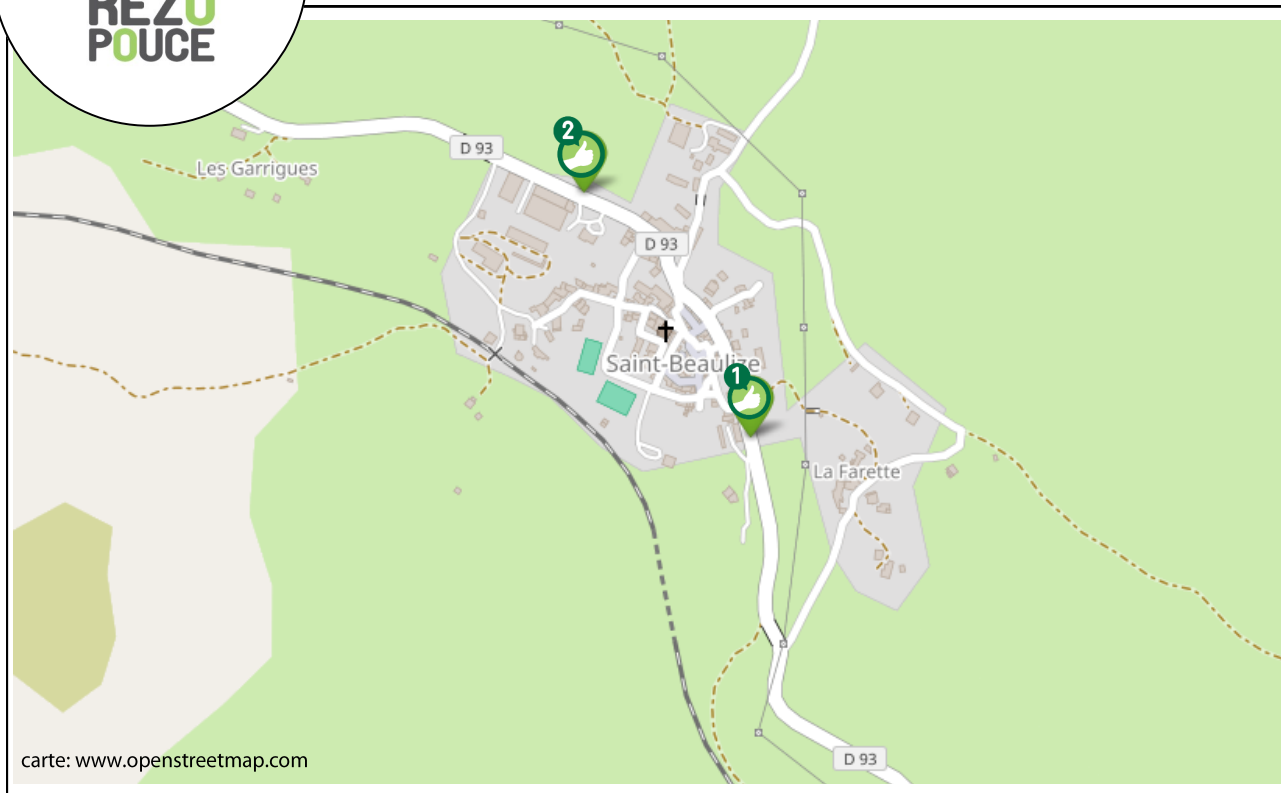 REZO
POUCE
2
D 93
Les Garrigues
D 93
Saint-Beaulize
1
La Farette
D 93
carte: www.openstreetmap.com